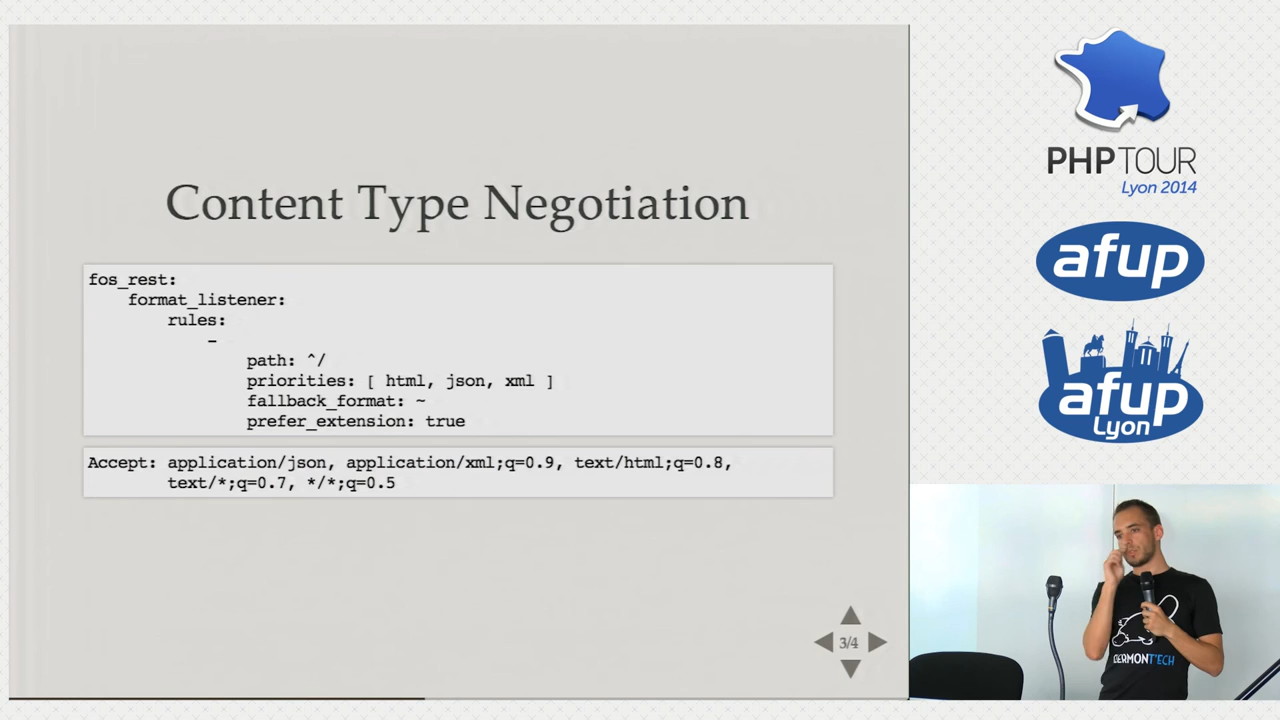 Content Type Negotiation
fos_rest:
format_listener:
rules:
-
path: ^/
priorities: [ html, json, xml ]
fallback_format: ~
prefer_extension: true
Accept: application/json, application/xml;q=0.9, text/html;q=0.8,
text/*;q=0.7, */*;q=0.5
3/4
PHP TOUR
Lyon 2014
afup
afup
Lyon
CLERMONT'ECH